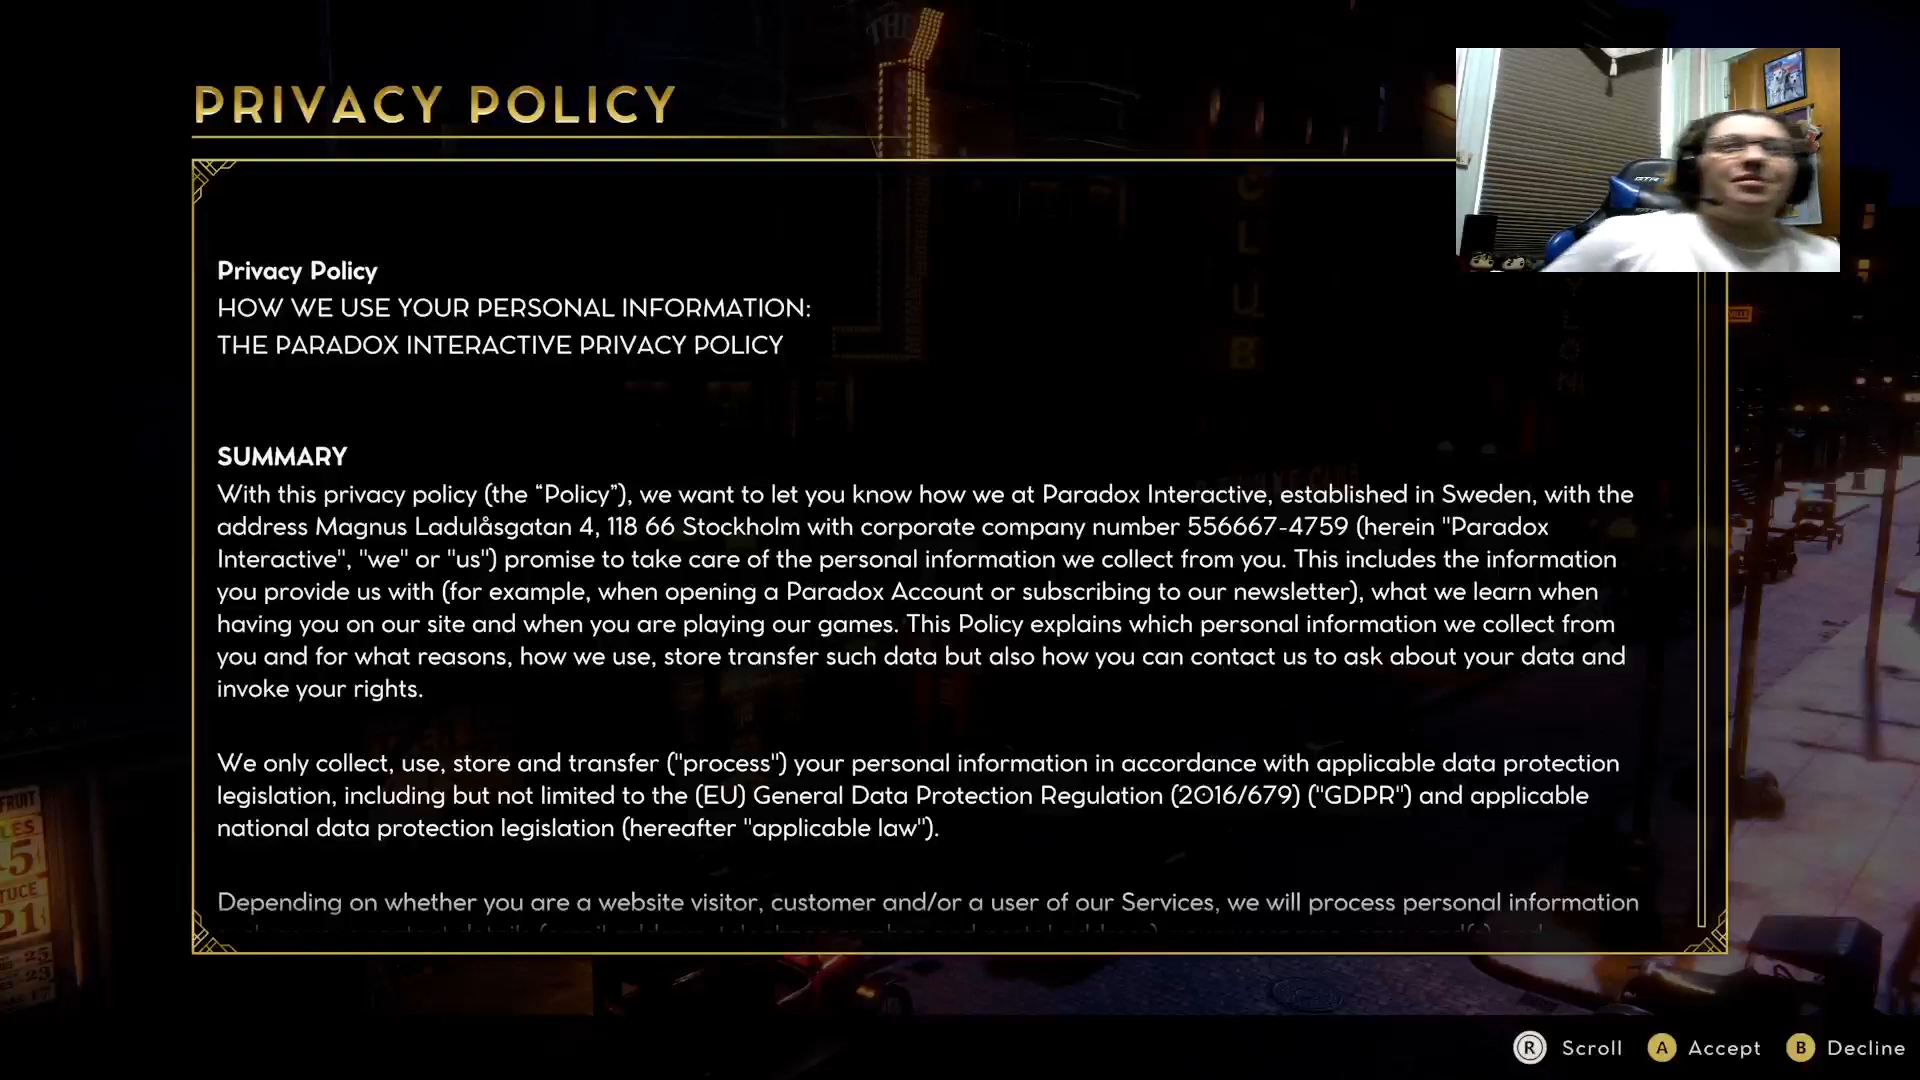 THE
PRIVACY POLICY
GTR
CLUB
Privacy Policy
HOW WE USE YOUR PERSONAL INFORMATION:
THE PARADOX INTERACTIVE PRIVACY POLICY
SUMMARY
With this privacy policy (the “Policy”), we want to let you know how we at Paradox Interactive, established in Sweden, with the
address Magnus Ladulåsgatan 4, 118 66 Stockholm with corporate company number 556667-4759 (herein "Paradox
Interactive", "we" or "us") promise to take care of the personal information we collect from you. This includes the information
you provide us with (for example, when opening a Paradox Account or subscribing to our newsletter), what we learn when
having you on our site and when you are playing our games. This Policy explains which personal information we collect from
you and for what reasons, how we use, store transfer such data but also how you can contact us to ask about your data and
invoke your rights.
We only collect, use, store and transfer ("process") your personal information in accordance with applicable data protection
legislation, including but not limited to the (EU) General Data Protection Regulation (2016/679) ("GDPR") and applicable
national data protection legislation (hereafter "applicable law").
Depending on whether you are a website visitor, customer and/or a user of our Services, we will process personal information
FRUIT
21
25
23
R Scroll A Accept B Decline